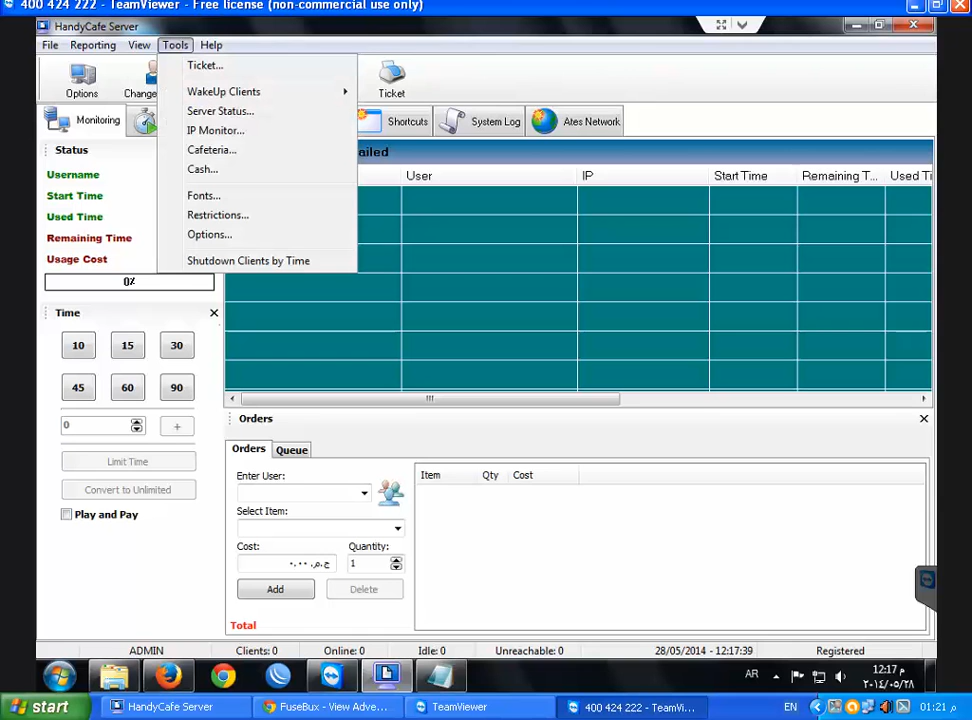 400 424 222 - TeamViewer - Free license (non-commercial use only)
HandyCafe Server
File Reporting View Tools Help
Options Change Ticket
Ticket...
WakeUp Clients
Server Status...
IP Monitor...
Cafeteria...
Cash...
Fonts...
Restrictions...
Options...
Shutdown Clients by Time
Monitoring Shortcuts System Log Ates Network
Status
Username
Start Time
Used Time
Remaining Time
Usage Cost
0%
ailed
User IP Start Time Remaining T... Used Ti
Time
10 15 30
45 60 90
0 +
Limit Time
Convert to Unlimited
Play and Pay
Orders
Orders Queue
Enter User:
Select Item:
Cost: Quantity:
ج.م. ٠.٠٠ 1
Add Delete
Total
Item Qty Cost
ADMIN Clients: 0 Online: 0 Idle: 0 Unreachable: 0 28/05/2014 - 12:17:39 Registered
AR 12:17 م
٢٠١٤/٠٥/٢٨
start HandyCafe Server FuseBux - View Adve... TeamViewer 400 424 222 - TeamVi... EN 01:21 م